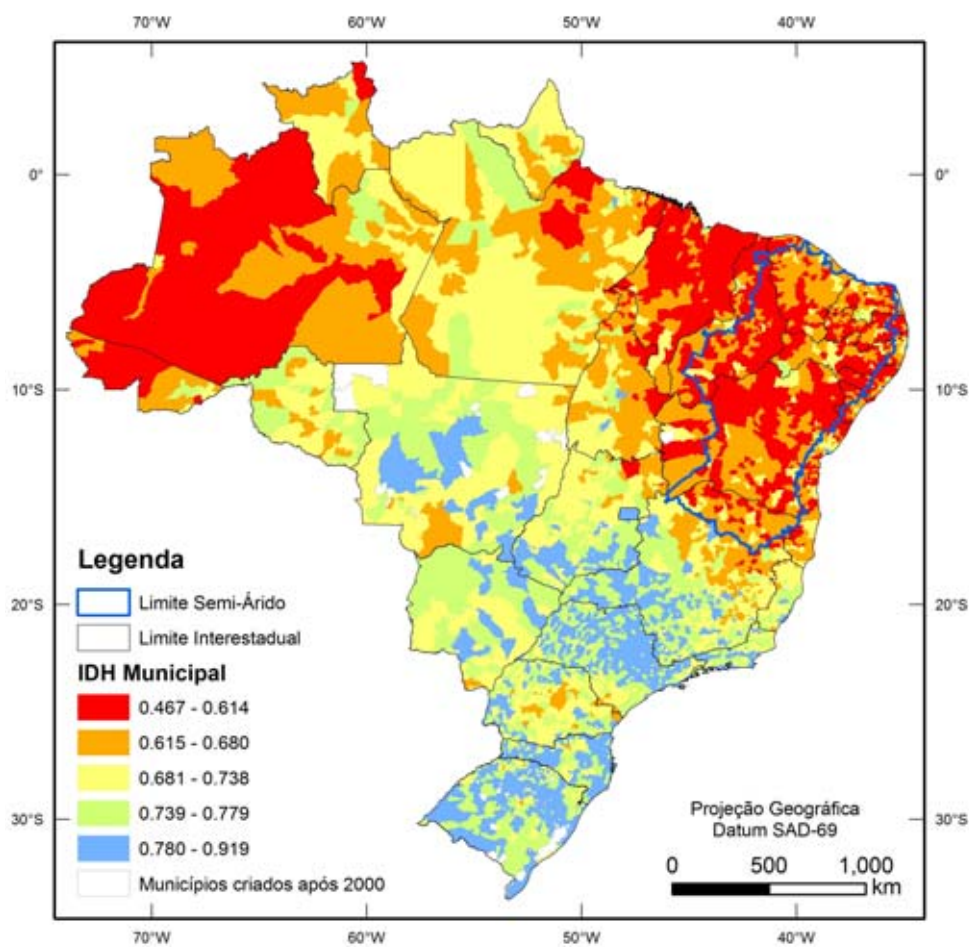 70°W 60°W 50°W 40°W
0° 0°
10°S 10°S
20°S 20°S
30°S 30°S
Legenda
Limite Semi-Árido
Limite Interestadual
IDH Municipal
0.467 - 0.614
0.615 - 0.680
0.681 - 0.738
0.739 - 0.779
0.780 - 0.919
Municípios criados após 2000
Projeção Geográfica
Datum SAD-69
0 500 1,000
km
70°W 60°W 50°W 40°W